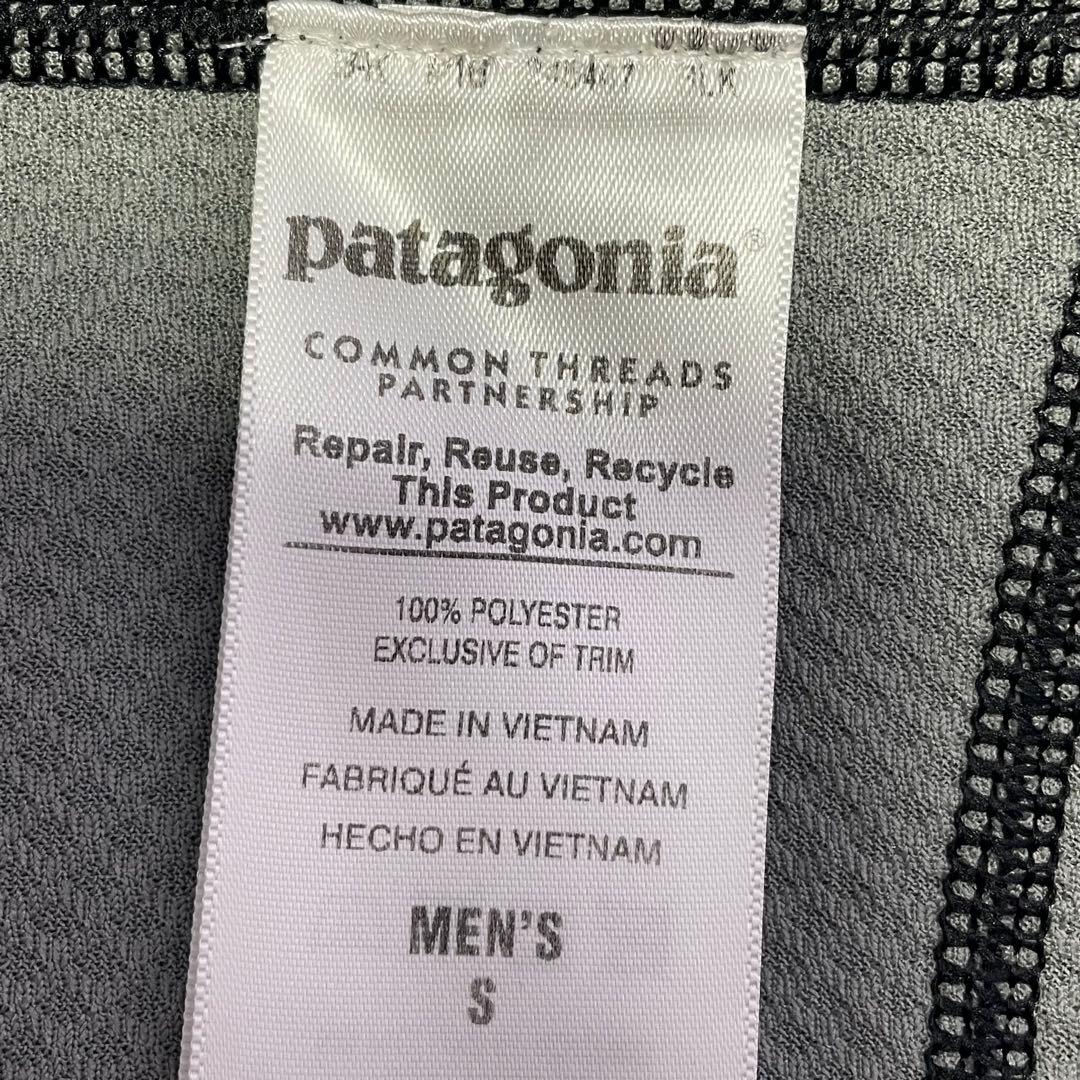 patagonia®
COMMON THREADS
PARTNERSHIP
Repair, Reuse, Recycle
This Product
www.patagonia.com
100% POLYESTER
EXCLUSIVE OF TRIM
MADE IN VIETNAM
FABRIQUÉ AU VIETNAM
HECHO EN VIETNAM
MEN'S
S